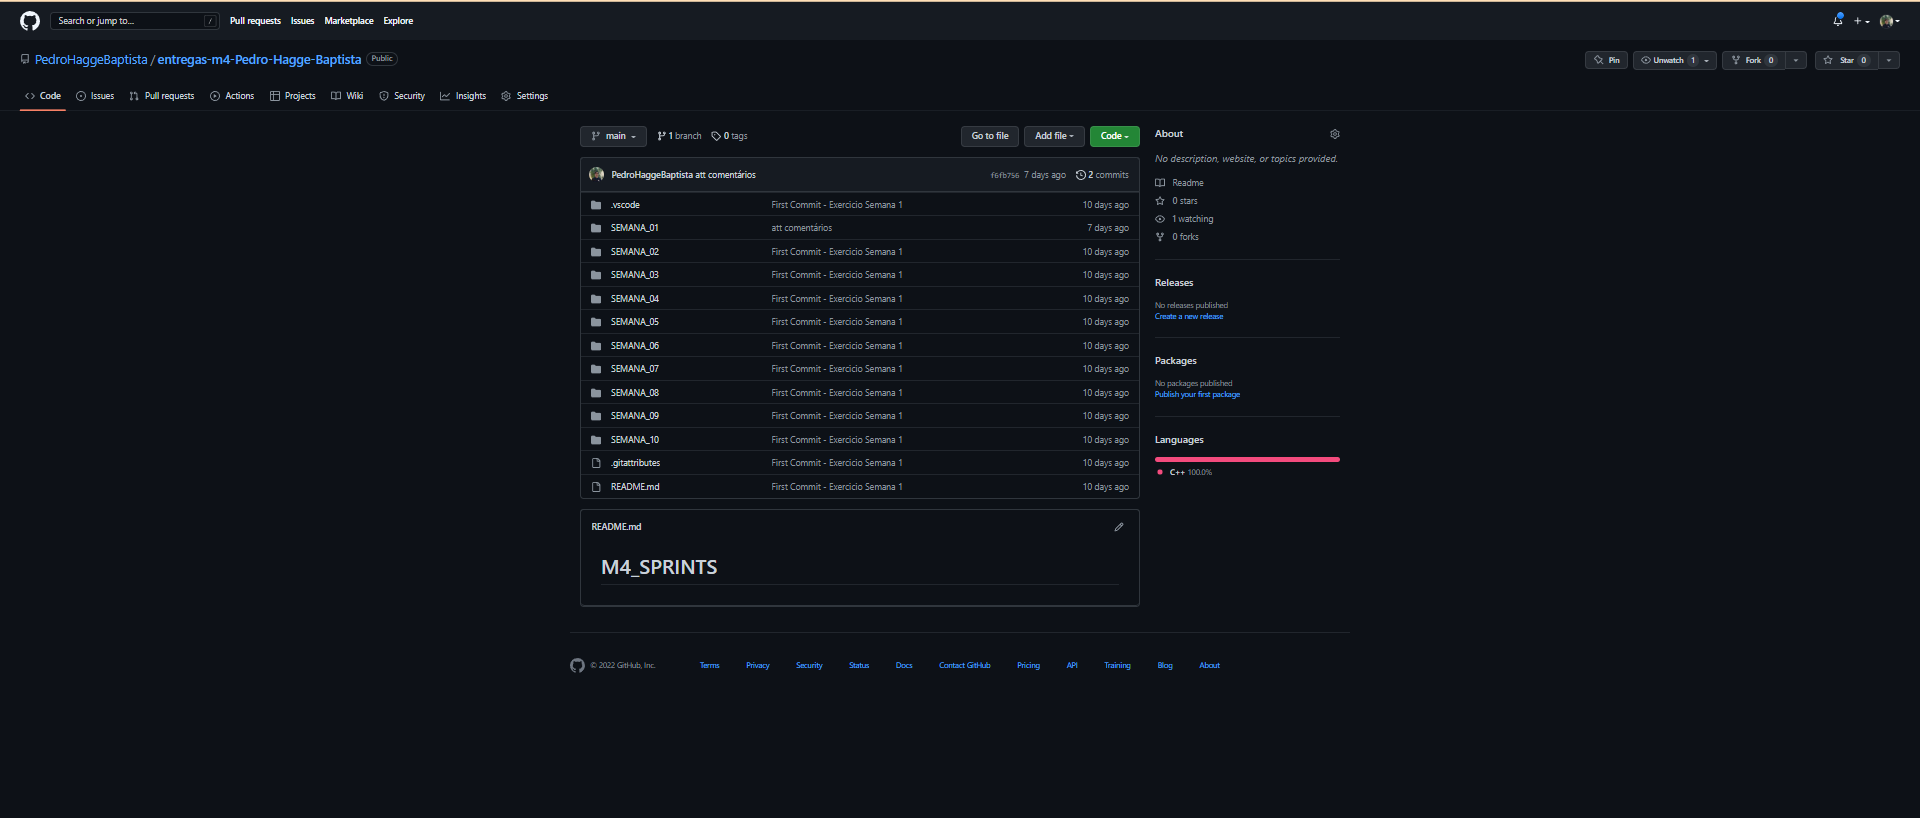 Search or jump to... / Pull requests Issues Marketplace Explore
PedroHaggeBaptista / entregas-m4-Pedro-Hagge-Baptista Public Pin Unwatch 1 Fork 0 Star 0
Code Issues Pull requests Actions Projects Wiki Security Insights Settings
main 1 branch 0 tags Go to file Add file Code
PedroHaggeBaptista att comentários f6fb756 7 days ago 2 commits
.vscode First Commit - Exercicio Semana 1 10 days ago
SEMANA_01 att comentários 7 days ago
SEMANA_02 First Commit - Exercicio Semana 1 10 days ago
SEMANA_03 First Commit - Exercicio Semana 1 10 days ago
SEMANA_04 First Commit - Exercicio Semana 1 10 days ago
SEMANA_05 First Commit - Exercicio Semana 1 10 days ago
SEMANA_06 First Commit - Exercicio Semana 1 10 days ago
SEMANA_07 First Commit - Exercicio Semana 1 10 days ago
SEMANA_08 First Commit - Exercicio Semana 1 10 days ago
SEMANA_09 First Commit - Exercicio Semana 1 10 days ago
SEMANA_10 First Commit - Exercicio Semana 1 10 days ago
.gitattributes First Commit - Exercicio Semana 1 10 days ago
README.md First Commit - Exercicio Semana 1 10 days ago
README.md
M4_SPRINTS
About
No description, website, or topics provided.
Readme
0 stars
1 watching
0 forks
Releases
No releases published
Create a new release
Packages
No packages published
Publish your first package
Languages
C++ 100.0%
© 2022 GitHub, Inc. Terms Privacy Security Status Docs Contact GitHub Pricing API Training Blog About